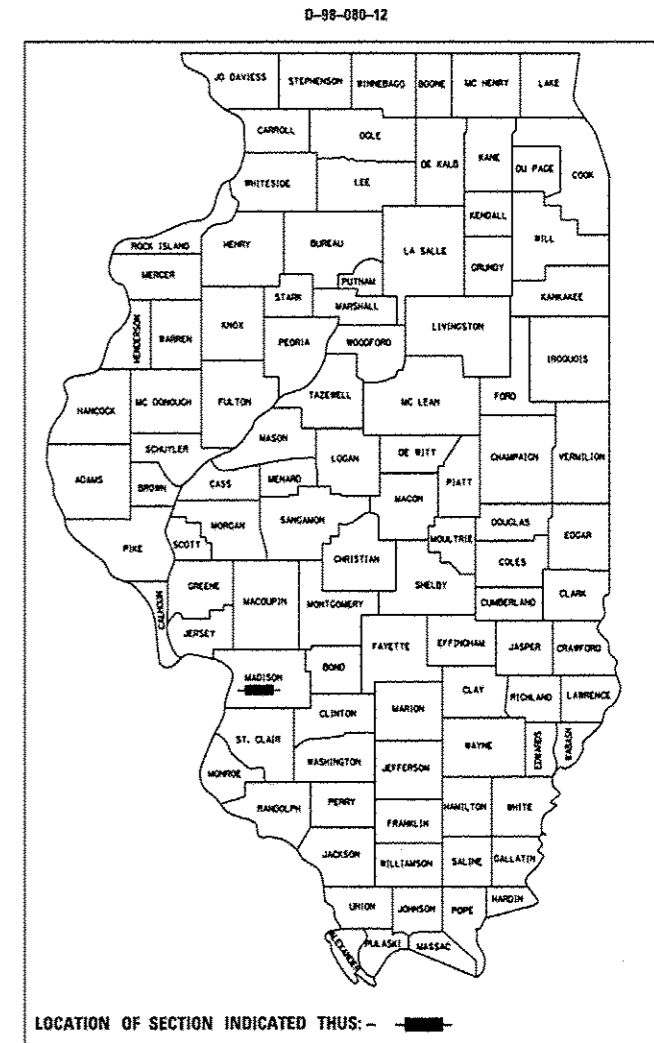 D-98-080-12
JO DAVIESS
STEPHENSON
WINNEBAGO
BOONE
MC HENRY
LAKE
CARROLL
OGLE
DE KALB
KANE
DU PAGE
COOK
WHITESIDE
LEE
KENDALL
WILL
ROCK ISLAND
HENRY
BUREAU
LA SALLE
GRUNDY
MERCER
PUTNAM
KANKAKEE
STARK
MARSHALL
HENDERSON
WARREN
KNOX
PEORIA
WOODFORD
LIVINGSTON
IROQUOIS
HANCOCK
MC DONOUGH
FULTON
TAZEWELL
MC LEAN
FORD
MASON
SCHUYLER
LOGAN
DE WITT
CHAMPAIGN
VERMILION
ADAMS
BROWN
CASS
MENARD
PIATT
MACON
PIKE
SCOTT
MORGAN
SANGAMON
MOULTRIE
DOUGLAS
EDGAR
CHRISTIAN
COLES
CALHOUN
GREENE
MACOUPIN
MONTGOMERY
SHELBY
CUMBERLAND
CLARK
JERSEY
FAYETTE
EFFINGHAM
JASPER
CRAWFORD
BOND
MADISON
CLAY
RICHLAND
LAWRENCE
MARION
CLINTON
ST. CLAIR
WAYNE
EDWARDS
WABASH
WASHINGTON
JEFFERSON
MONROE
RANDOLPH
PERRY
HAMILTON
WHITE
FRANKLIN
JACKSON
WILLIAMSON
SALINE
GALLATIN
UNION
JOHNSON
POPE
HARDIN
ALEXANDER
PULASKI
MASSAC
LOCATION OF SECTION INDICATED THUS:-